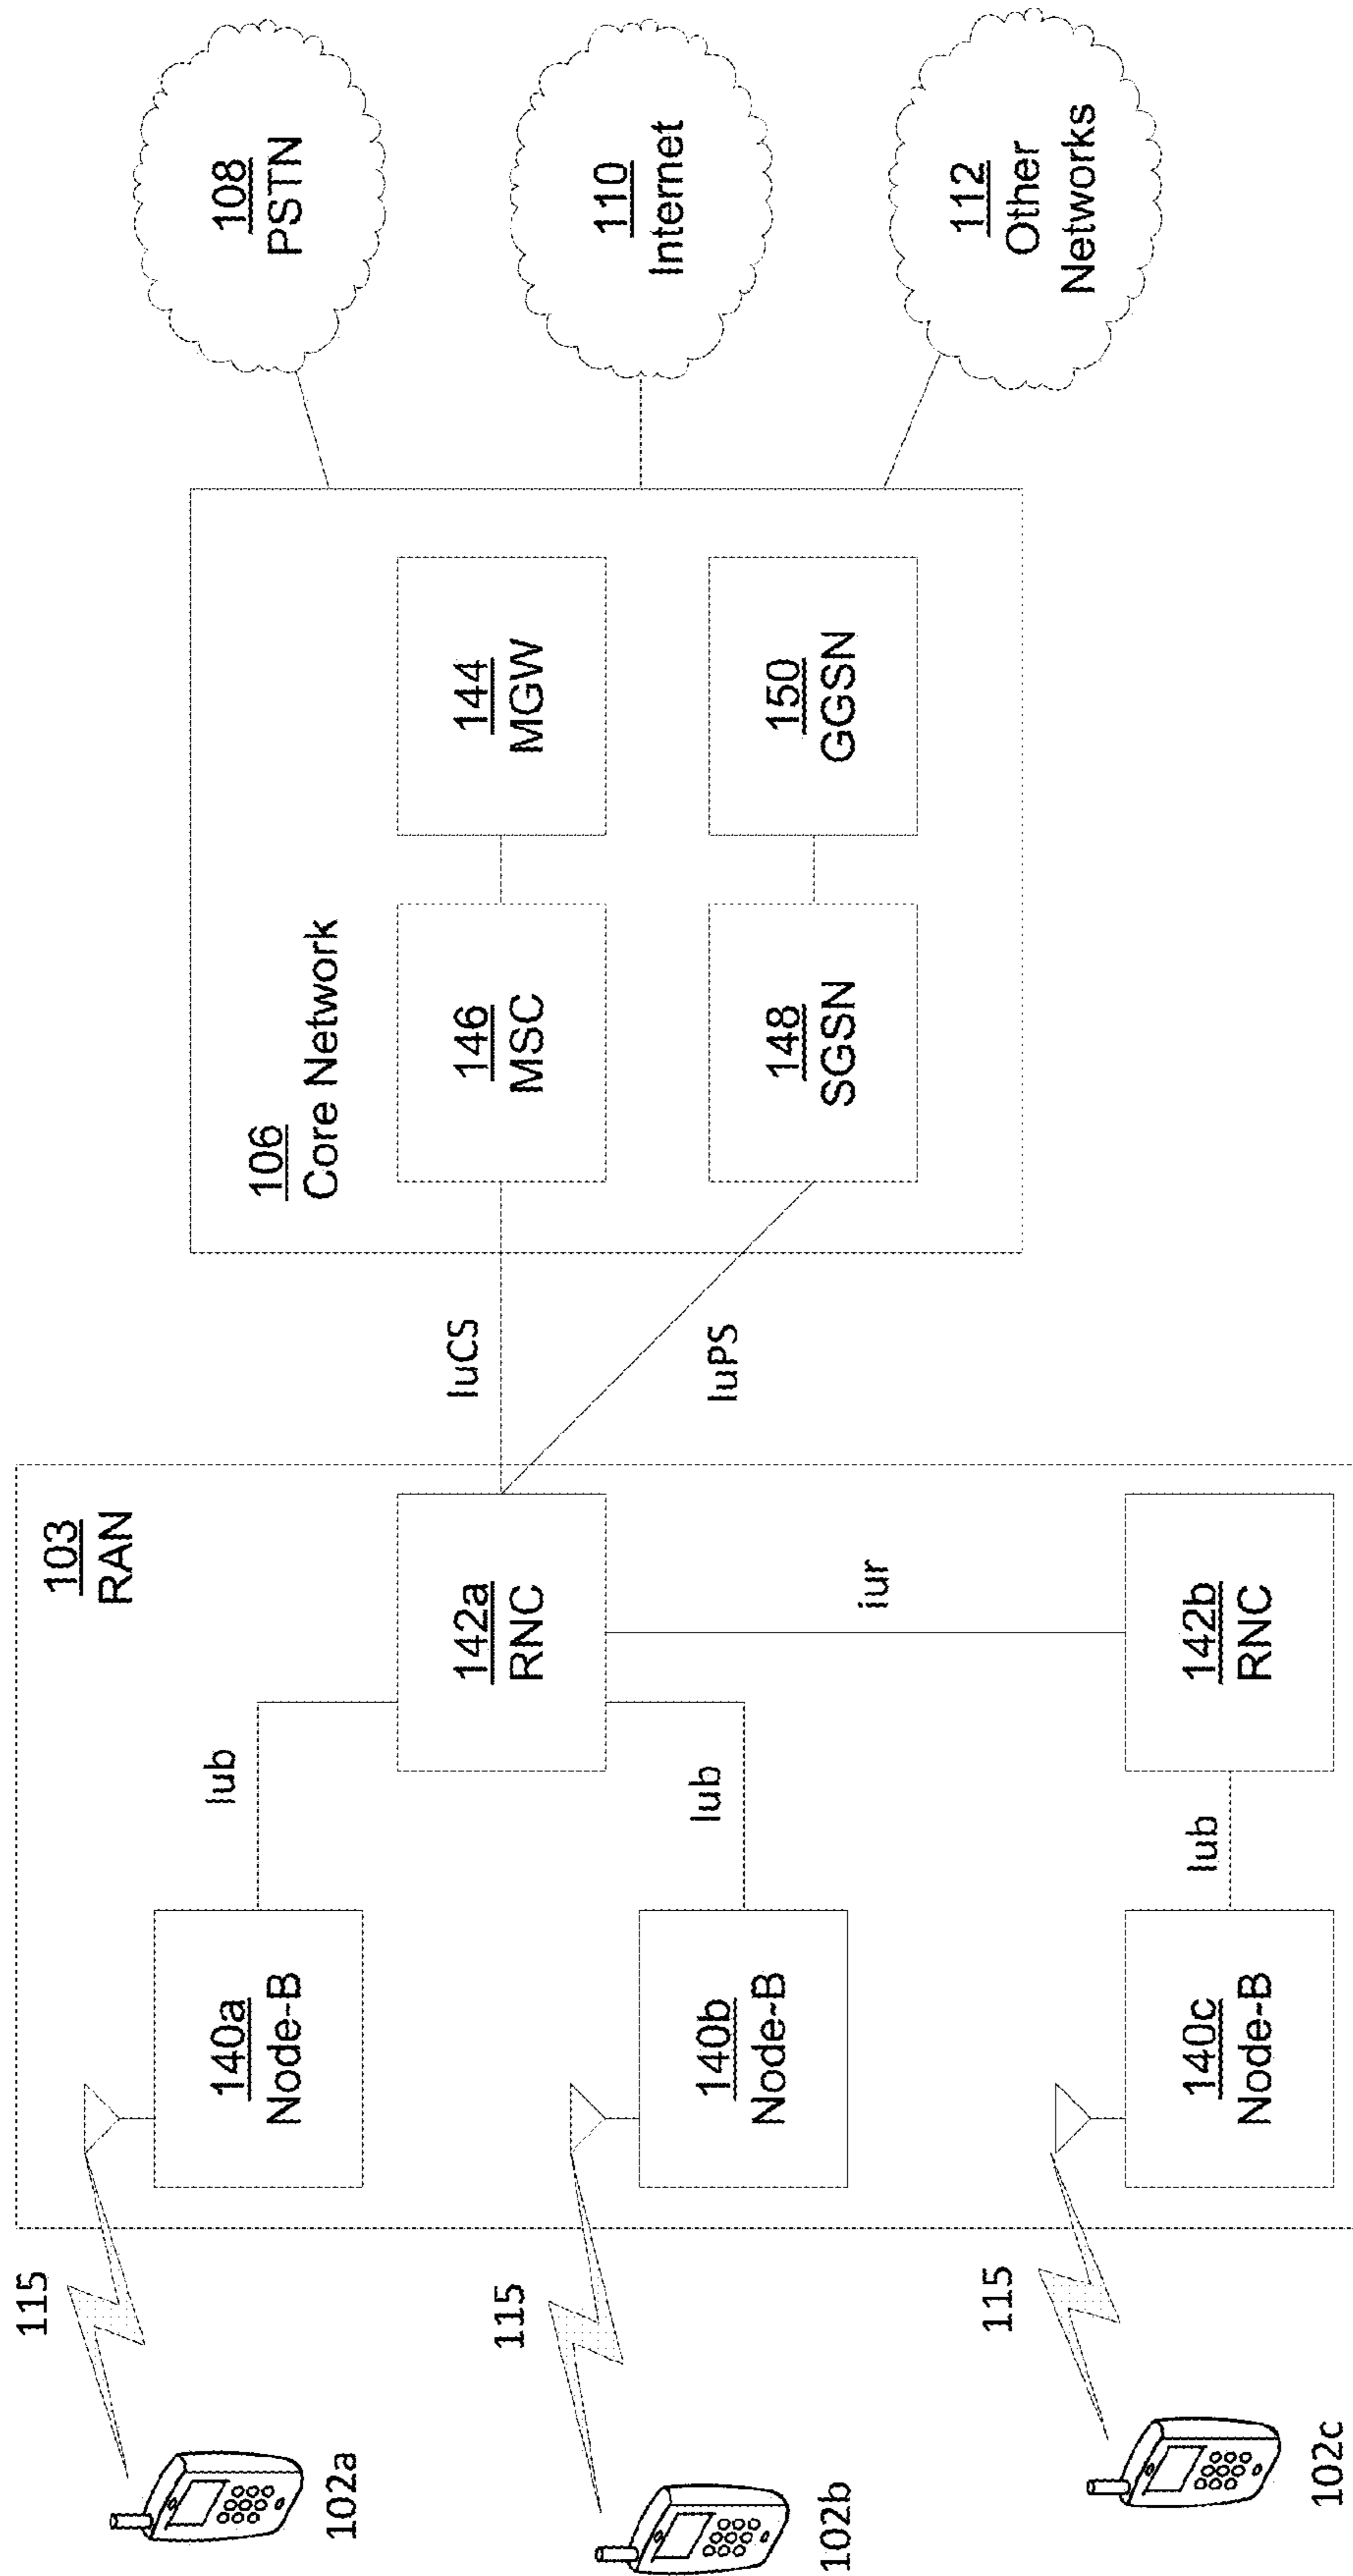 115
102a
115
102b
115
102c
103
RAN
140a
Node-B
140b
Node-B
140c
Node-B
Iub
Iub
Iub
142a
RNC
iur
142b
RNC
IuCS
IuPS
106
Core Network
146
MSC
144
MGW
148
SGSN
150
GGSN
108
PSTN
110
Internet
112
Other
Networks